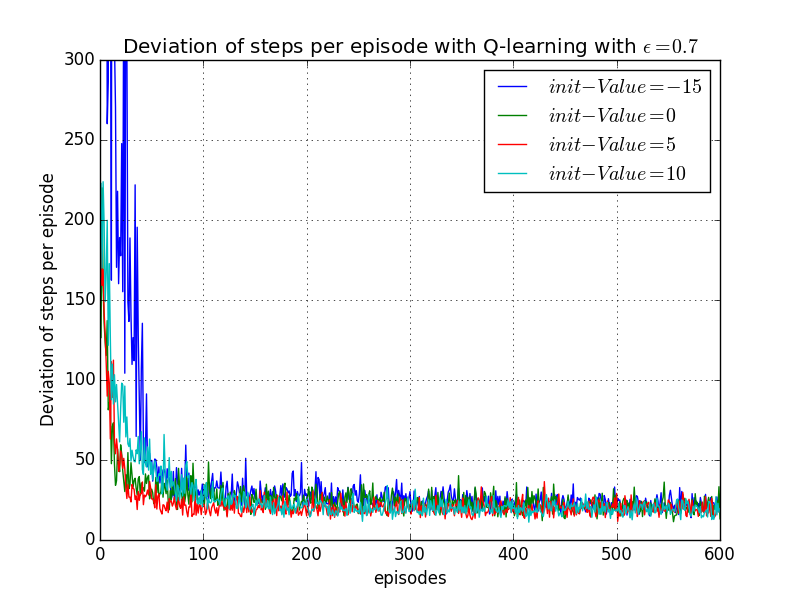 Deviation of steps per episode with Q-learning with ϵ=0.7
300
250
200
150
100
50
0
Deviation of steps per episode
init−Value=−15
init−Value=0
init−Value=5
init−Value=10
0 100 200 300 400 500 600
episodes